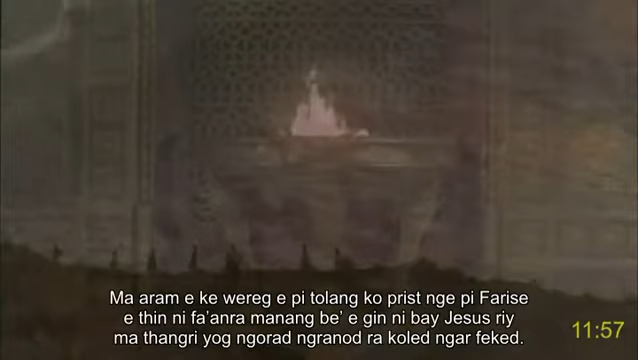 Ma aram e ke wereg e pi tolang ko prist nge pi Farise
e thin ni fa'anra manang be' e gin ni bay Jesus riy
ma thangri yog ngorad ngranod ra koled ngar feked.
11:57